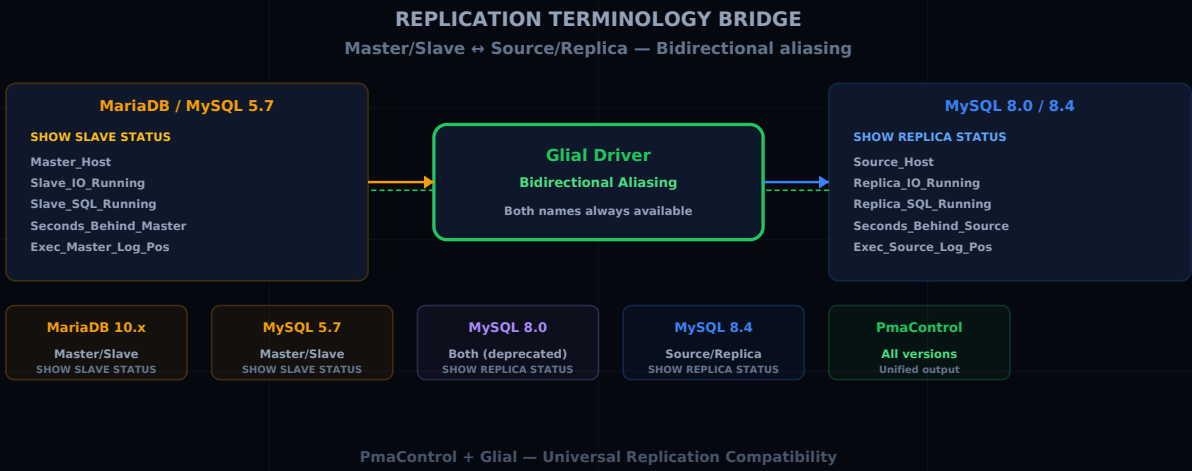 REPLICATION TERMINOLOGY BRIDGE
Master/Slave ↔ Source/Replica — Bidirectional aliasing
MariaDB / MySQL 5.7
SHOW SLAVE STATUS
Master_Host
Slave_IO_Running
Slave_SQL_Running
Seconds_Behind_Master
Exec_Master_Log_Pos
Glial Driver
Bidirectional Aliasing
Both names always available
MySQL 8.0 / 8.4
SHOW REPLICA STATUS
Source_Host
Replica_IO_Running
Replica_SQL_Running
Seconds_Behind_Source
Exec_Source_Log_Pos
MariaDB 10.x
Master/Slave
SHOW SLAVE STATUS
MySQL 5.7
Master/Slave
SHOW SLAVE STATUS
MySQL 8.0
Both (deprecated)
SHOW REPLICA STATUS
MySQL 8.4
Source/Replica
SHOW REPLICA STATUS
PmaControl
All versions
Unified output
PmaControl + Glial — Universal Replication Compatibility